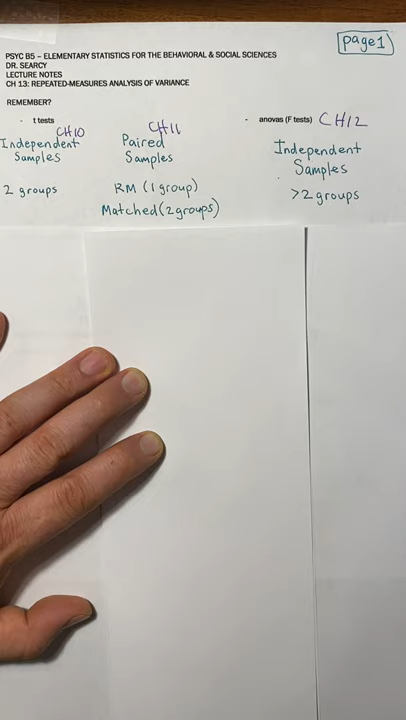 page 1
PSYC B5 – ELEMENTARY STATISTICS FOR THE BEHAVIORAL & SOCIAL SCIENCES
DR. SEARCY
LECTURE NOTES
CH 13: REPEATED-MEASURES ANALYSIS OF VARIANCE
REMEMBER?
- t tests
CH10
Independent Samples
2 groups
CH11
Paired Samples
RM (1 group)
Matched (2 groups)
- anovas (F tests) CH12
Independent Samples
>2 groups